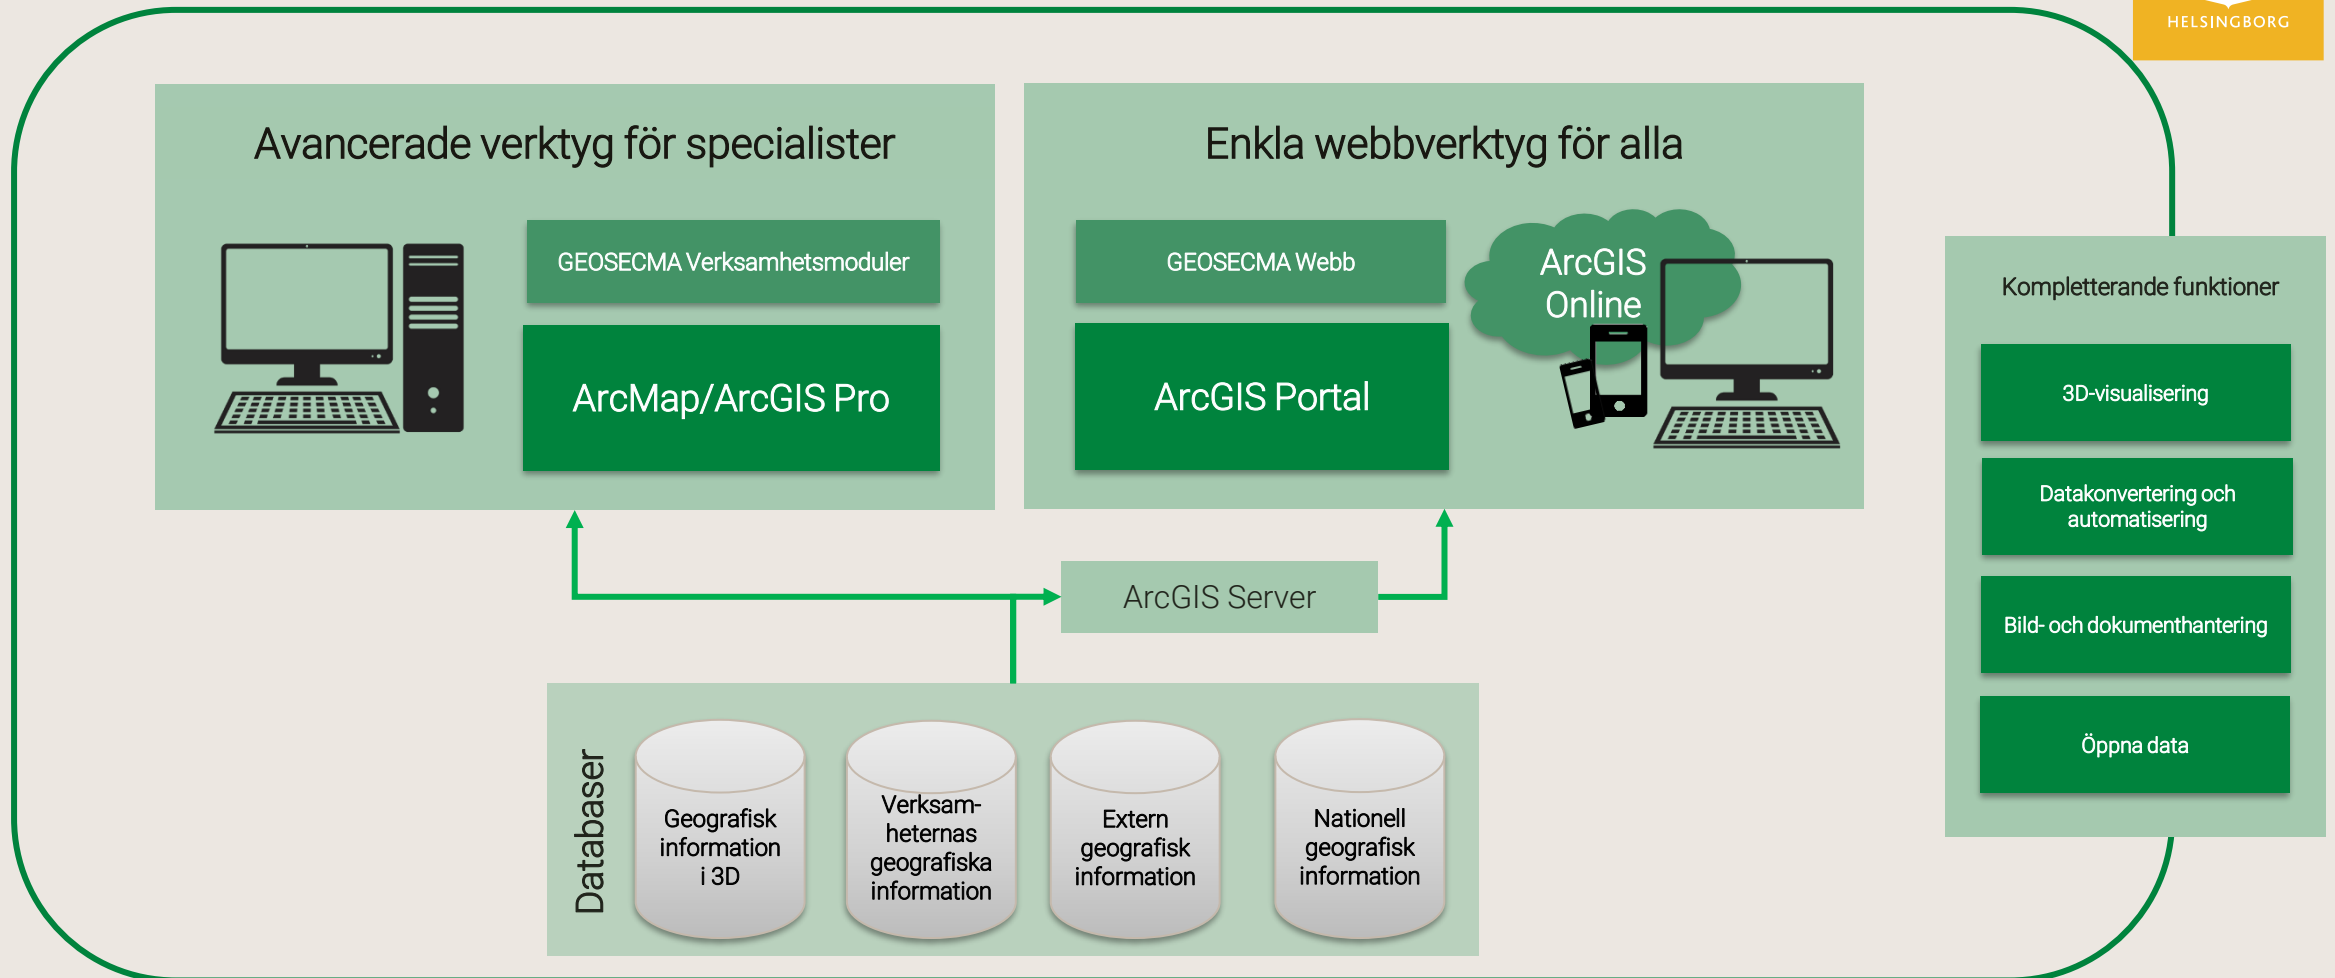 HELSINGBORG
Avancerade verktyg för specialister
GEOSECMA Verksamhetsmoduler
ArcMap/ArcGIS Pro
Enkla webbverktyg för alla
GEOSECMA Webb
ArcGIS Portal
ArcGIS
Online
Kompletterande funktioner
3D-visualisering
Datakonvertering och
automatisering
Bild- och dokumenthantering
Öppna data
ArcGIS Server
Databaser
Geografisk
information
i 3D
Verksam-
heternas
geografiska
information
Extern
geografisk
information
Nationell
geografisk
information